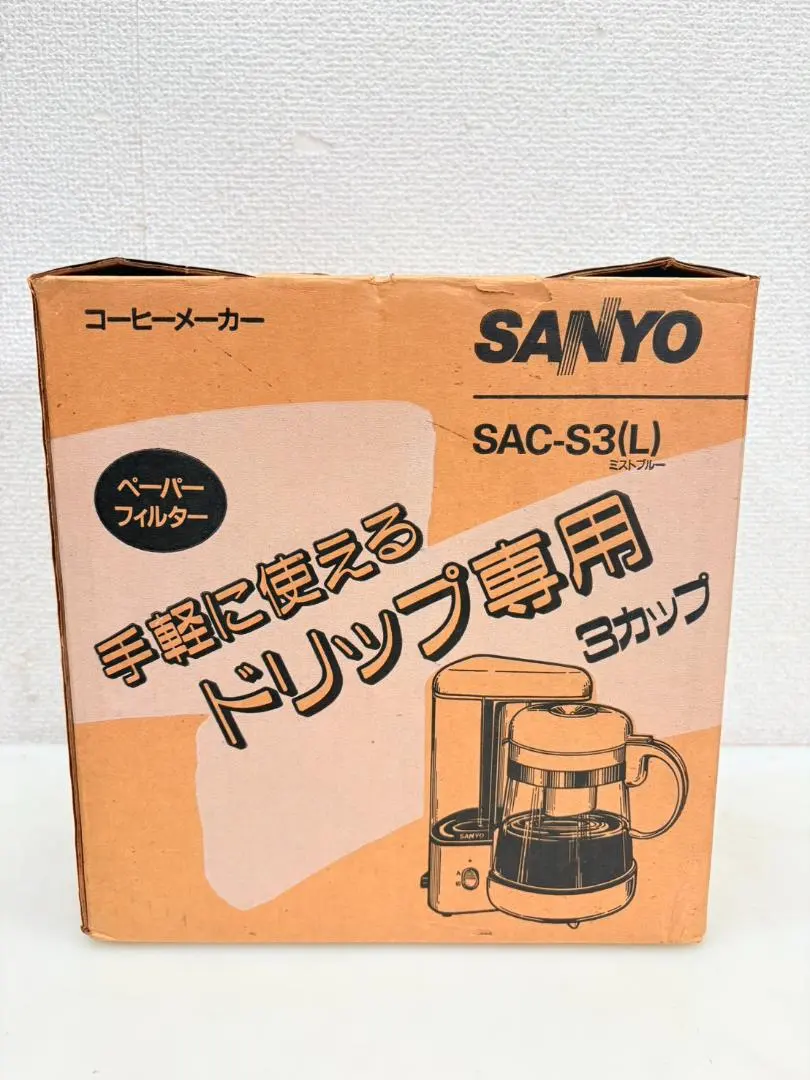 コーヒーメーカー
SANYO
SAC-S3(L)
ミストブルー
ペーパー
フィルター
手軽に使える
ドリップ専用
3カップ
SANYO